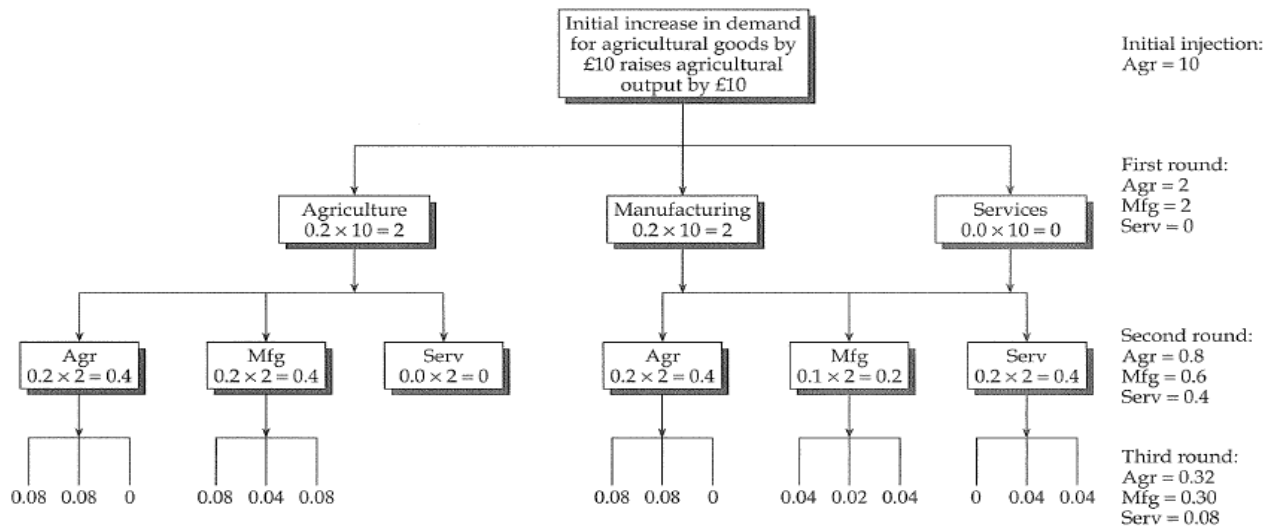 Initial increase in demand
for agricultural goods by
£10 raises agricultural
output by £10
Initial injection:
Agr = 10
Agriculture
0.2 × 10 = 2
Manufacturing
0.2 × 10 = 2
Services
0.0 × 10 = 0
First round:
Agr = 2
Mfg = 2
Serv = 0
Agr
0.2 × 2 = 0.4
Mfg
0.2 × 2 = 0.4
Serv
0.0 × 2 = 0
Agr
0.2 × 2 = 0.4
Mfg
0.1 × 2 = 0.2
Serv
0.2 × 2 = 0.4
Second round:
Agr = 0.8
Mfg = 0.6
Serv = 0.4
0.08 0.08 0
0.08 0.04 0.08
0.08 0.08 0
0.04 0.02 0.04
0 0.04 0.04
Third round:
Agr = 0.32
Mfg = 0.30
Serv = 0.08